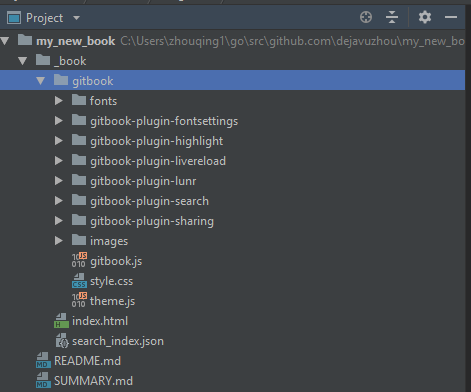 Project
my_new_book C:\Users\zhouqing1\go\src\github.com\dejavuzhou\my_new_bo
_book
gitbook
fonts
gitbook-plugin-fontsettings
gitbook-plugin-highlight
gitbook-plugin-livereload
gitbook-plugin-lunr
gitbook-plugin-search
gitbook-plugin-sharing
images
gitbook.js
style.css
theme.js
index.html
search_index.json
README.md
SUMMARY.md